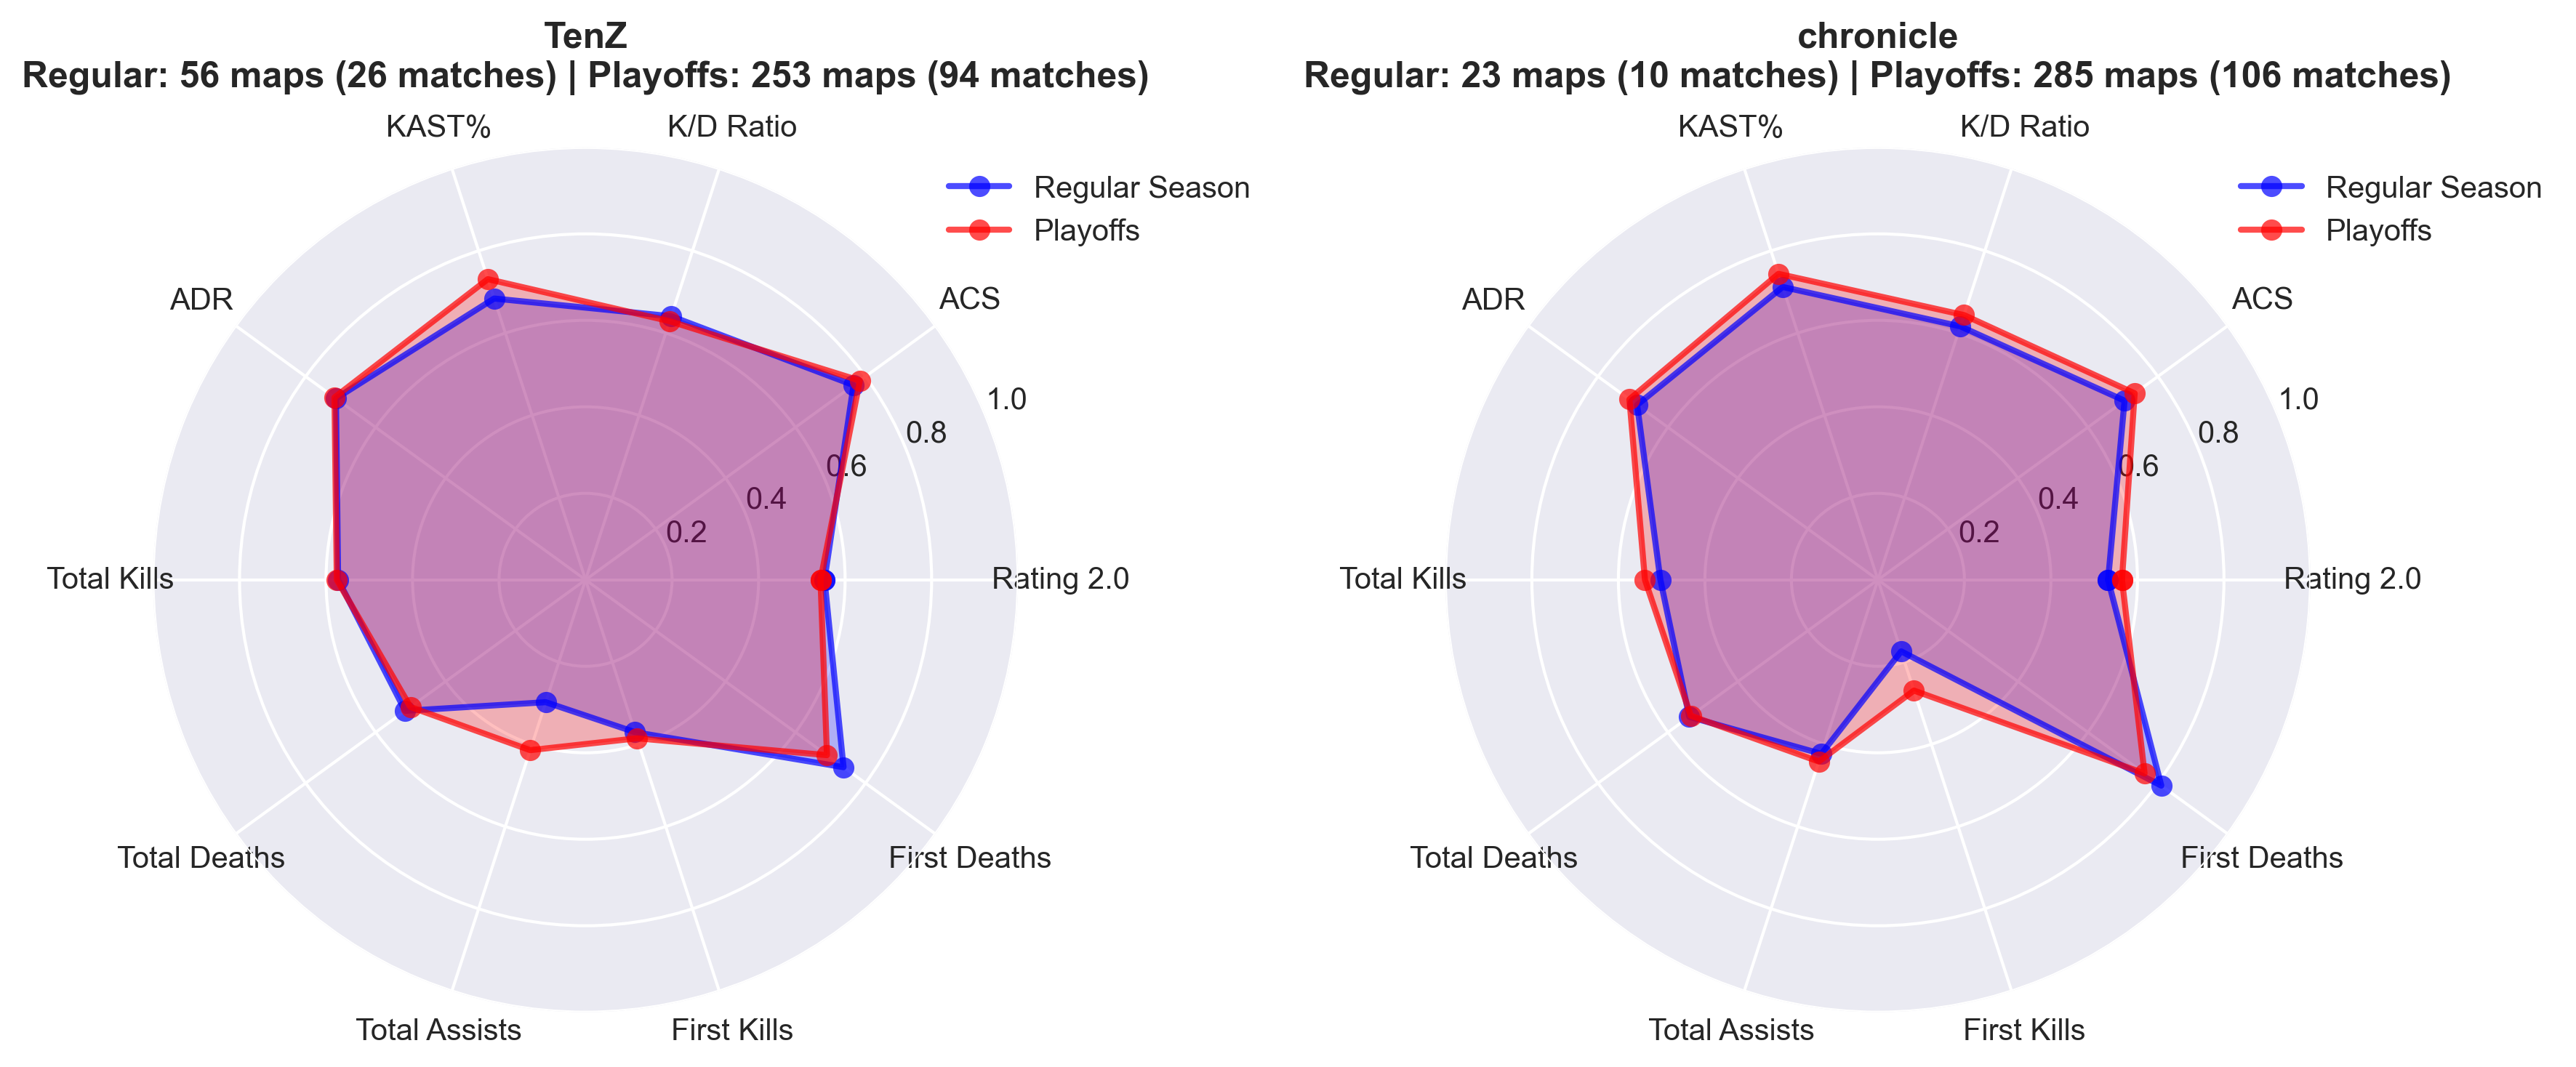 TenZ
Regular: 56 maps (26 matches) | Playoffs: 253 maps (94 matches)
KAST%
K/D Ratio
Regular Season
Playoffs
ADR
ACS
1.0
0.8
0.6
0.4
0.2
Total Kills
Rating 2.0
Total Deaths
First Deaths
Total Assists
First Kills
chronicle
Regular: 23 maps (10 matches) | Playoffs: 285 maps (106 matches)
KAST%
K/D Ratio
Regular Season
Playoffs
ADR
ACS
1.0
0.8
0.6
0.4
0.2
Total Kills
Rating 2.0
Total Deaths
First Deaths
Total Assists
First Kills